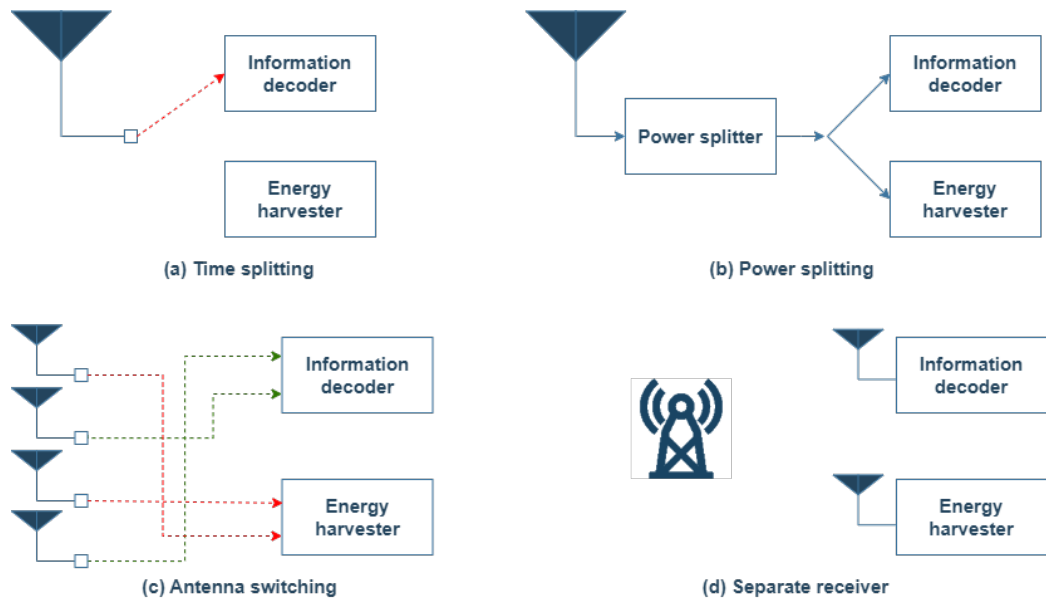 Information
decoder
Energy
harvester
(a) Time splitting
Power splitter
Information
decoder
Energy
harvester
(b) Power splitting
Information
decoder
Energy
harvester
(c) Antenna switching
Information
decoder
Energy
harvester
(d) Separate receiver